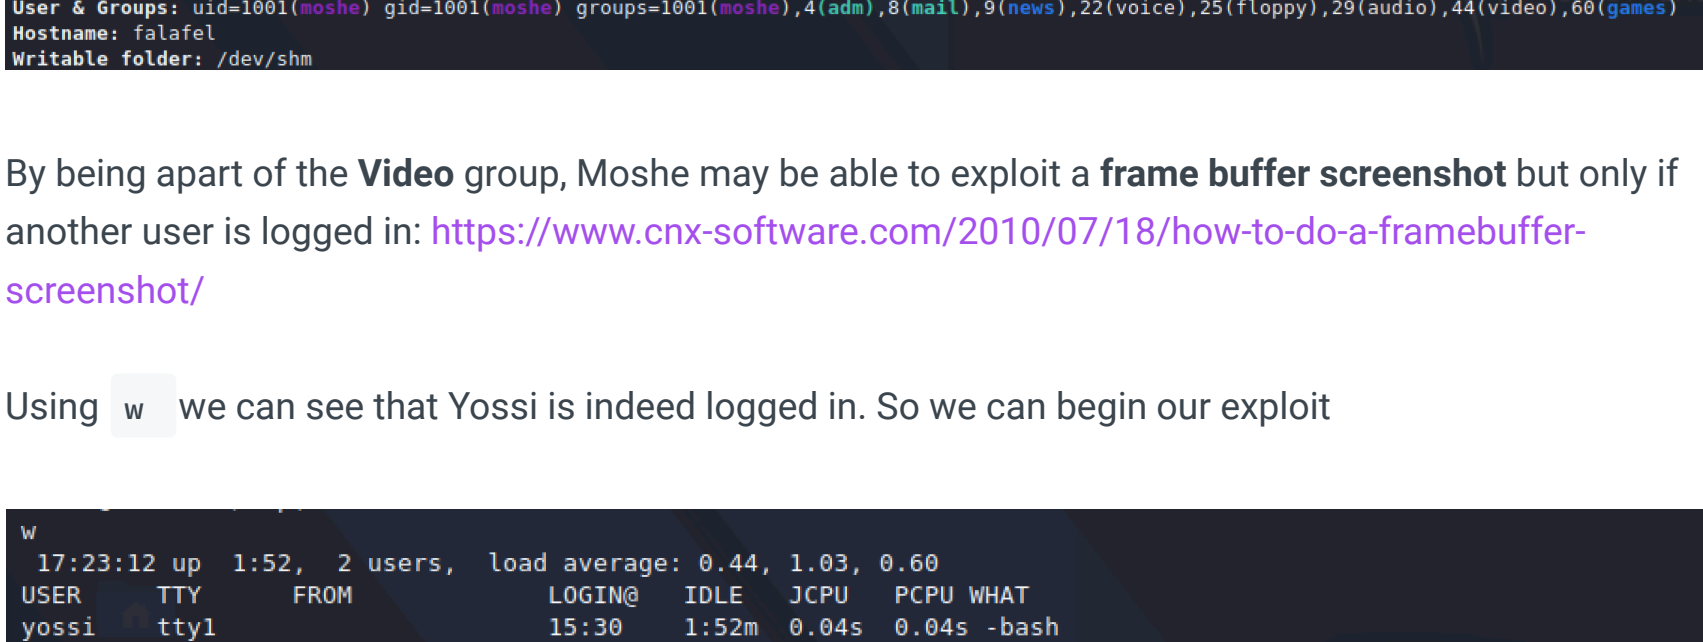 User & Groups: uid=1001(moshe) gid=1001(moshe) groups=1001(moshe),4(adm),8(mail),9(news),22(voice),25(floppy),29(audio),44(video),60(games)
Hostname: falafel
Writable folder: /dev/shm
By being apart of the Video group, Moshe may be able to exploit a frame buffer screenshot but only if
another user is logged in: https://www.cnx-software.com/2010/07/18/how-to-do-a-framebuffer-
screenshot/
Using w we can see that Yossi is indeed logged in. So we can begin our exploit
w
17:23:12 up 1:52, 2 users, load average: 0.44, 1.03, 0.60
USER TTY FROM LOGIN@ IDLE JCPU PCPU WHAT
yossi tty1 15:30 1:52m 0.04s 0.04s -bash